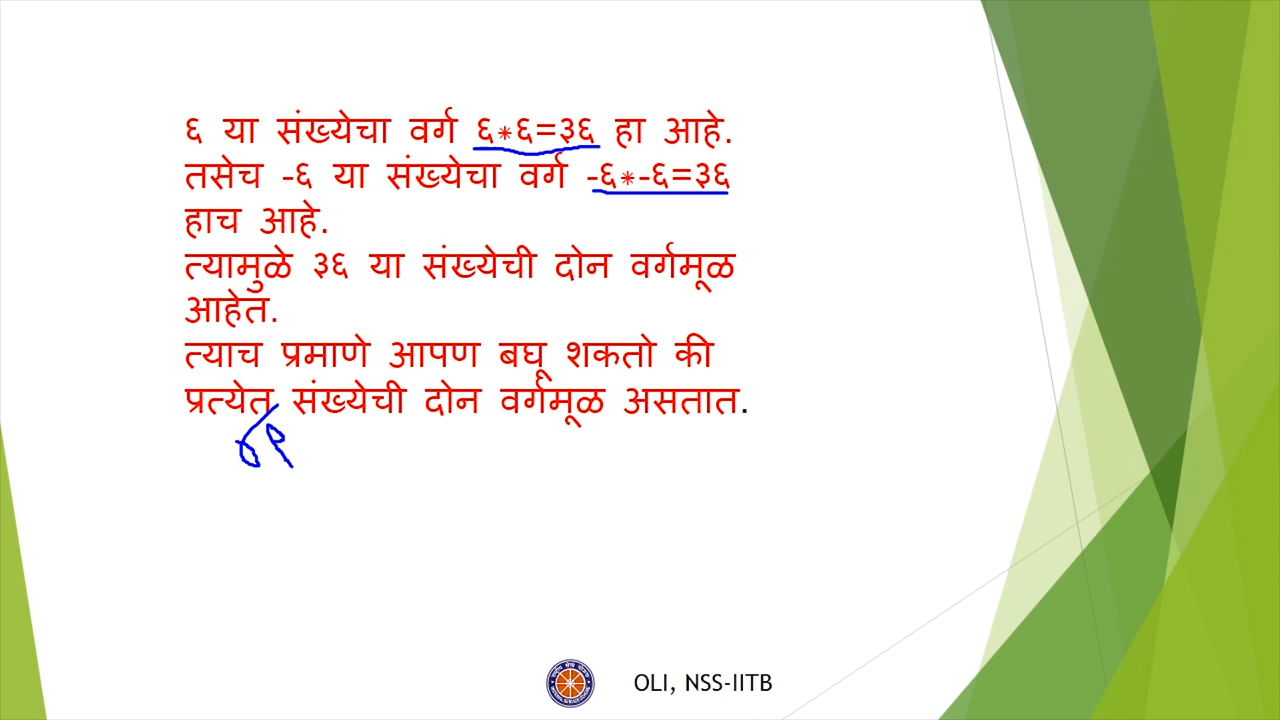 ६ या संख्येचा वर्ग ६*६=३६ हा आहे.
तसेच -६ या संख्येचा वर्ग -६*-६=३६
हाच आहे.
त्यामुळे ३६ या संख्येची दोन वर्गमूळ
आहेत.
त्याच प्रमाणे आपण बघू शकतो की
प्रत्येत संख्येची दोन वर्गमूळ असतात.
OLI, NSS-IITB